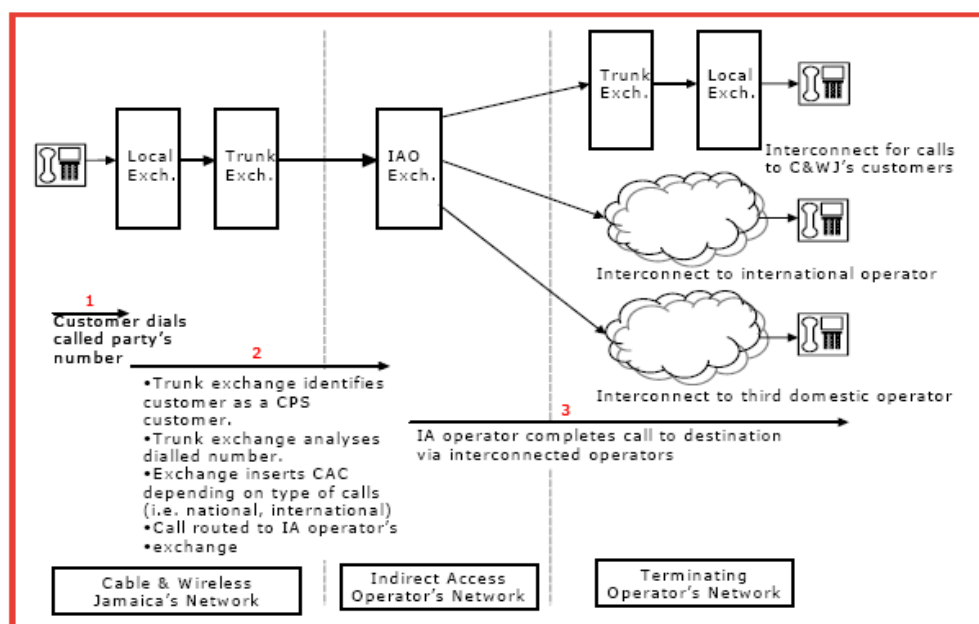 Trunk
Exch.
Local
Exch.
Local
Exch.
Trunk
Exch.
IAO
Exch.
Interconnect for calls
to C&WJ's customers
Interconnect to international operator
1
Customer dials
called party's
number
2
•Trunk exchange identifies
customer as a CPS
customer.
•Trunk exchange analyses
dialled number.
•Exchange inserts CAC
depending on type of calls
(i.e. national, international)
•Call routed to IA operator's
•exchange
Interconnect to third domestic operator
3
IA operator completes call to destination
via interconnected operators
Cable & Wireless
Jamaica's Network
Indirect Access
Operator's Network
Terminating
Operator's Network